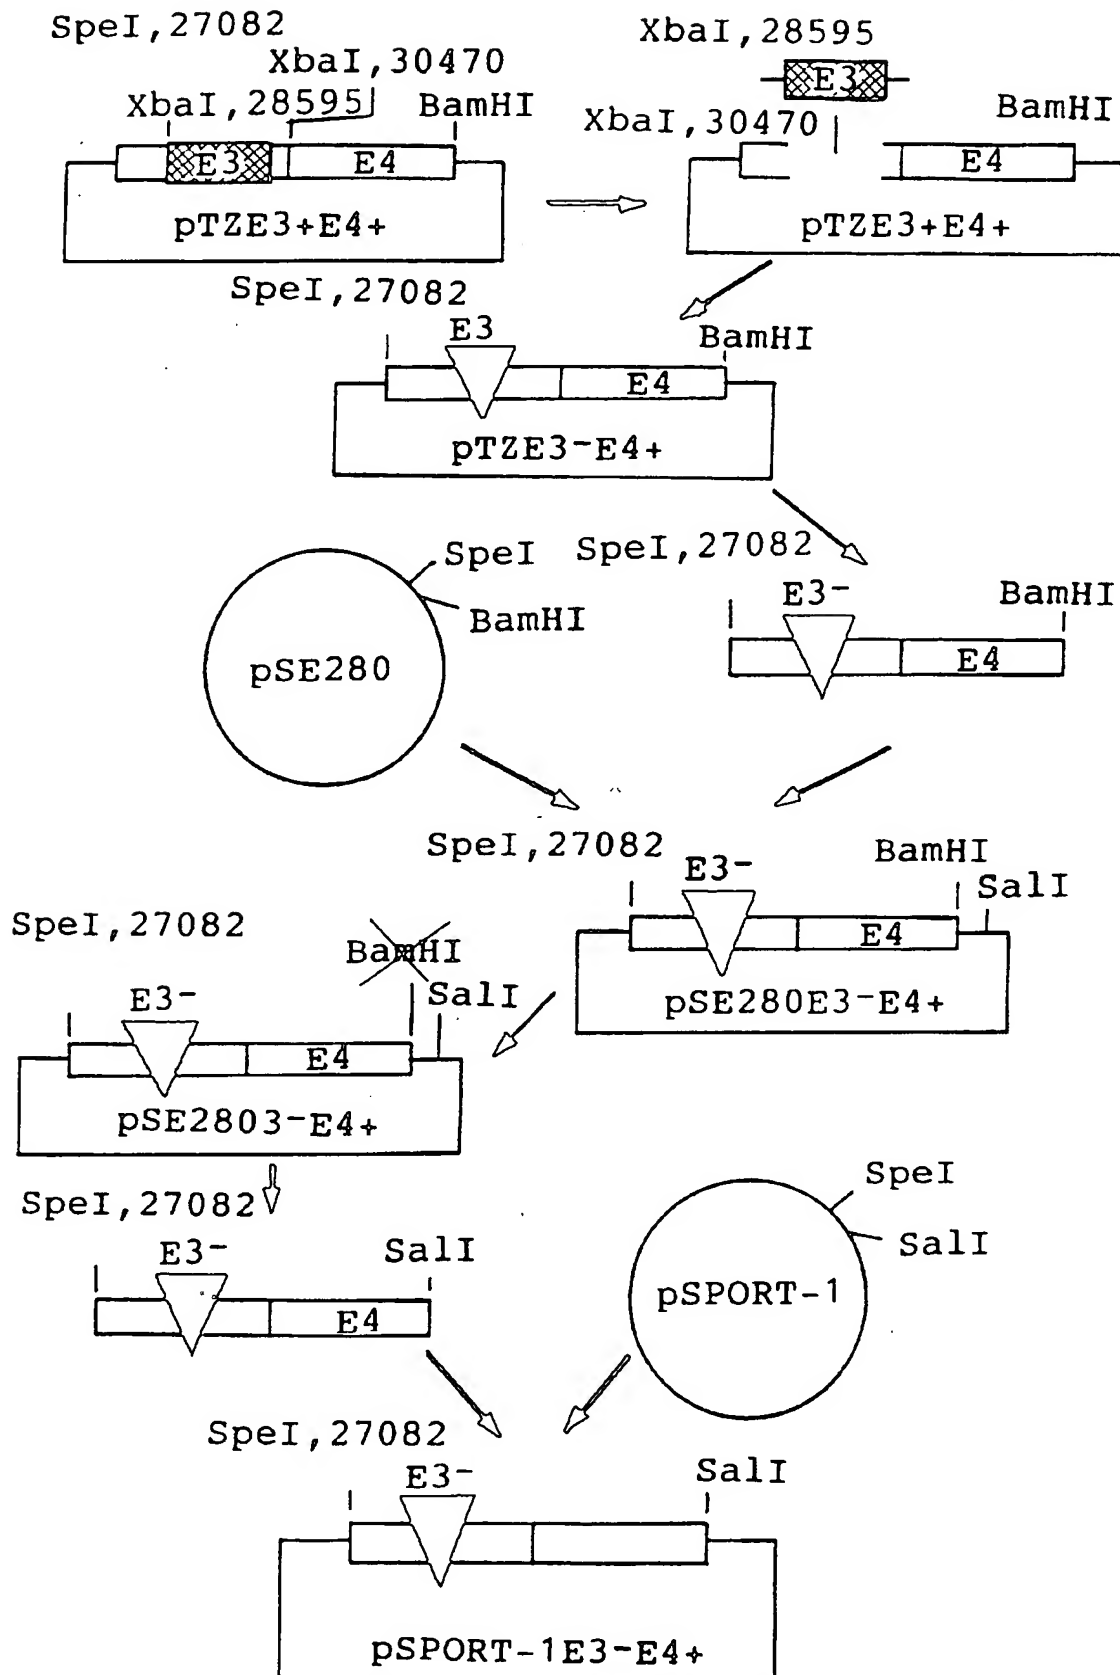 SpeI,27082
XbaI,30470
XbaI,28595
BamHI
E3
E4
pTZE3+E4+
XbaI,28595
E3
XbaI,30470
BamHI
E4
pTZE3+E4+
SpeI,27082
E3
BamHI
E4
pTZE3-E4+
SpeI
BamHI
pSE280
SpeI,27082
E3-
BamHI
E4
SpeI,27082
E3-
BamHI
SalI
E4
pSE280E3-E4+
SpeI,27082
BamHI
SalI
E3-
E4
pSE2803-E4+
SpeI,27082
E3-
SalI
E4
SpeI
SalI
pSPORT-1
SpeI,27082
E3-
SalI
pSPORT-1E3-E4+